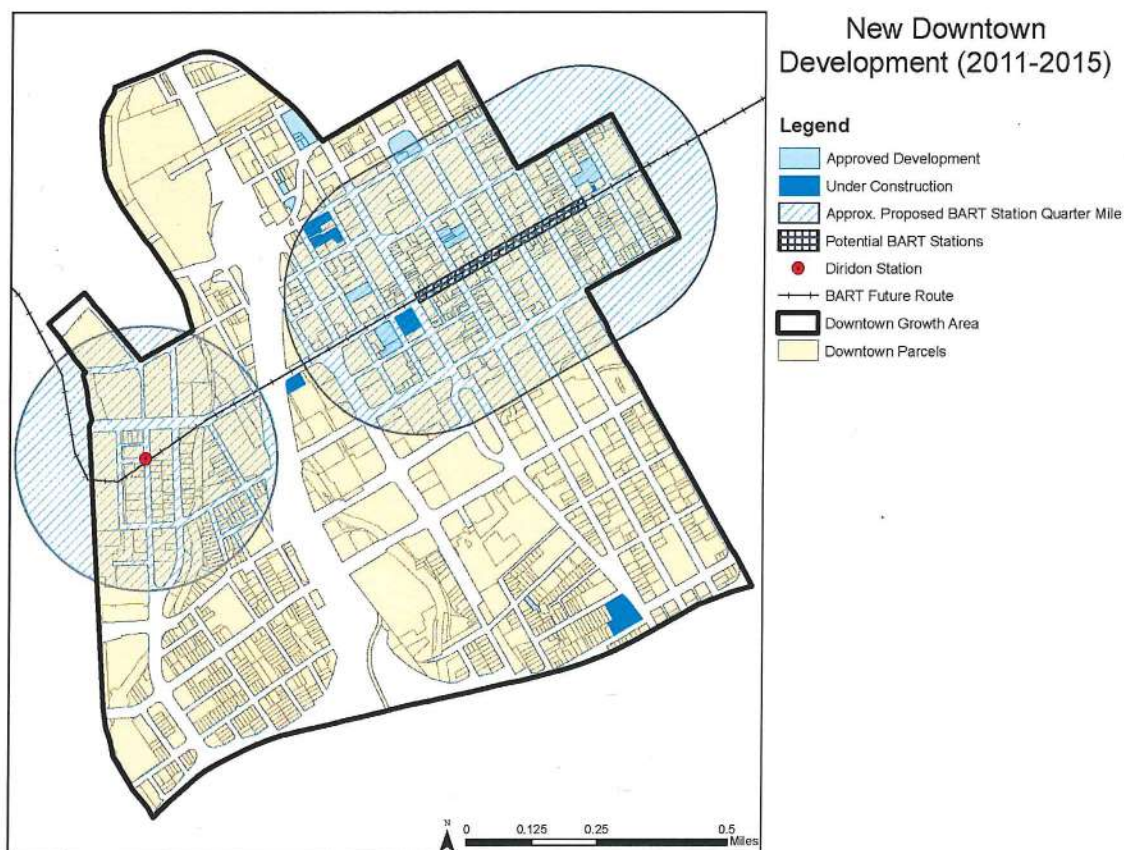 New Downtown
Development (2011-2015)
Legend
Approved Development
Under Construction
Approx. Proposed BART Station Quarter Mile
Potential BART Stations
Diridon Station
BART Future Route
Downtown Growth Area
Downtown Parcels
N
0 0.125 0.25 0.5
Miles